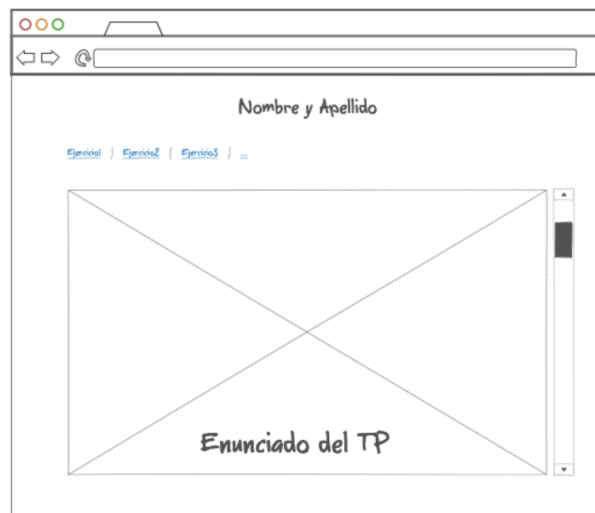 Nombre y Apellido
Ejercicio1 | Ejercicio2 | Ejercicio3 | ...
Enunciado del TP